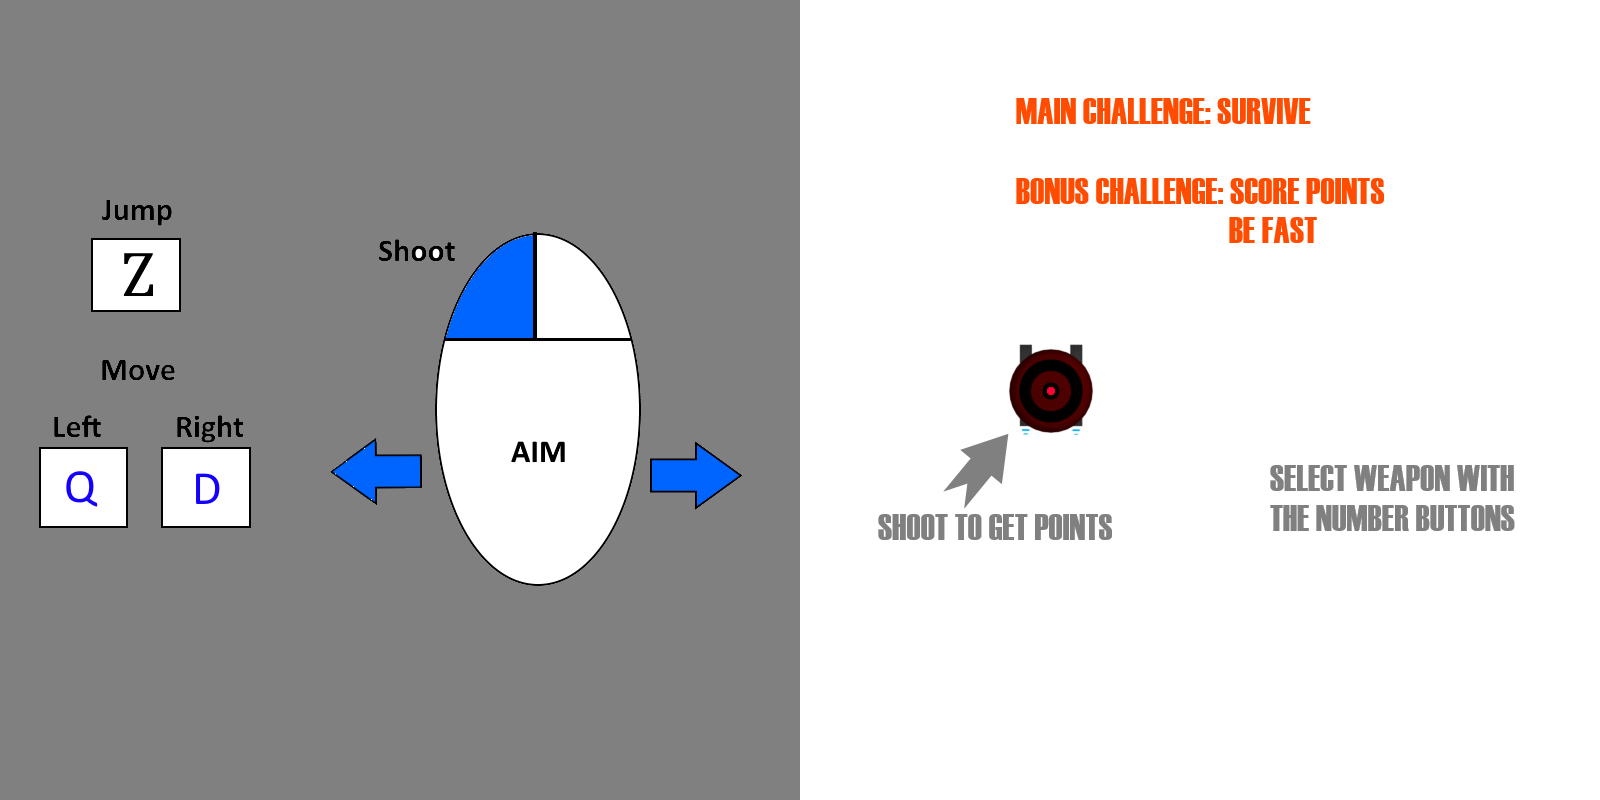 Jump
Z
Move
Left
Right
Q
D
Shoot
AIM
MAIN CHALLENGE: SURVIVE
BONUS CHALLENGE: SCORE POINTS
BE FAST
SHOOT TO GET POINTS
SELECT WEAPON WITH
THE NUMBER BUTTONS